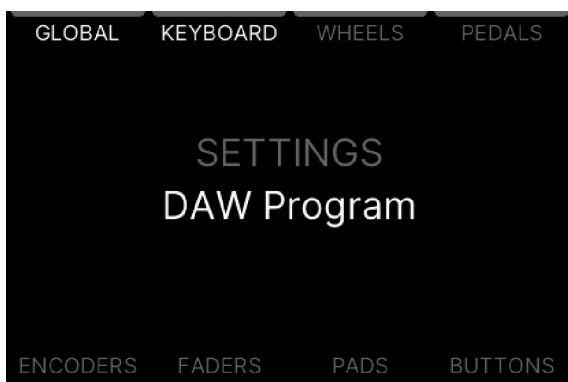 GLOBAL KEYBOARD WHEELS PEDALS
SETTINGS
DAW Program
ENCODERS FADERS PADS BUTTONS